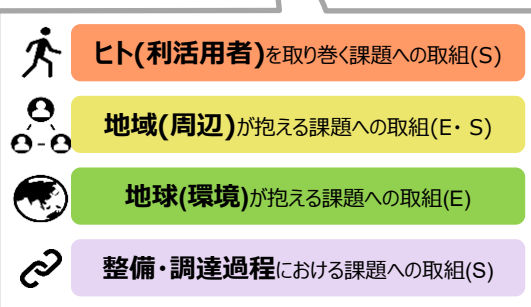 ヒト(利活用者)を取り巻く課題への取組(S)
地域(周辺)が抱える課題への取組(E・S)
地球(環境)が抱える課題への取組(E)
整備・調達過程における課題への取組(S)